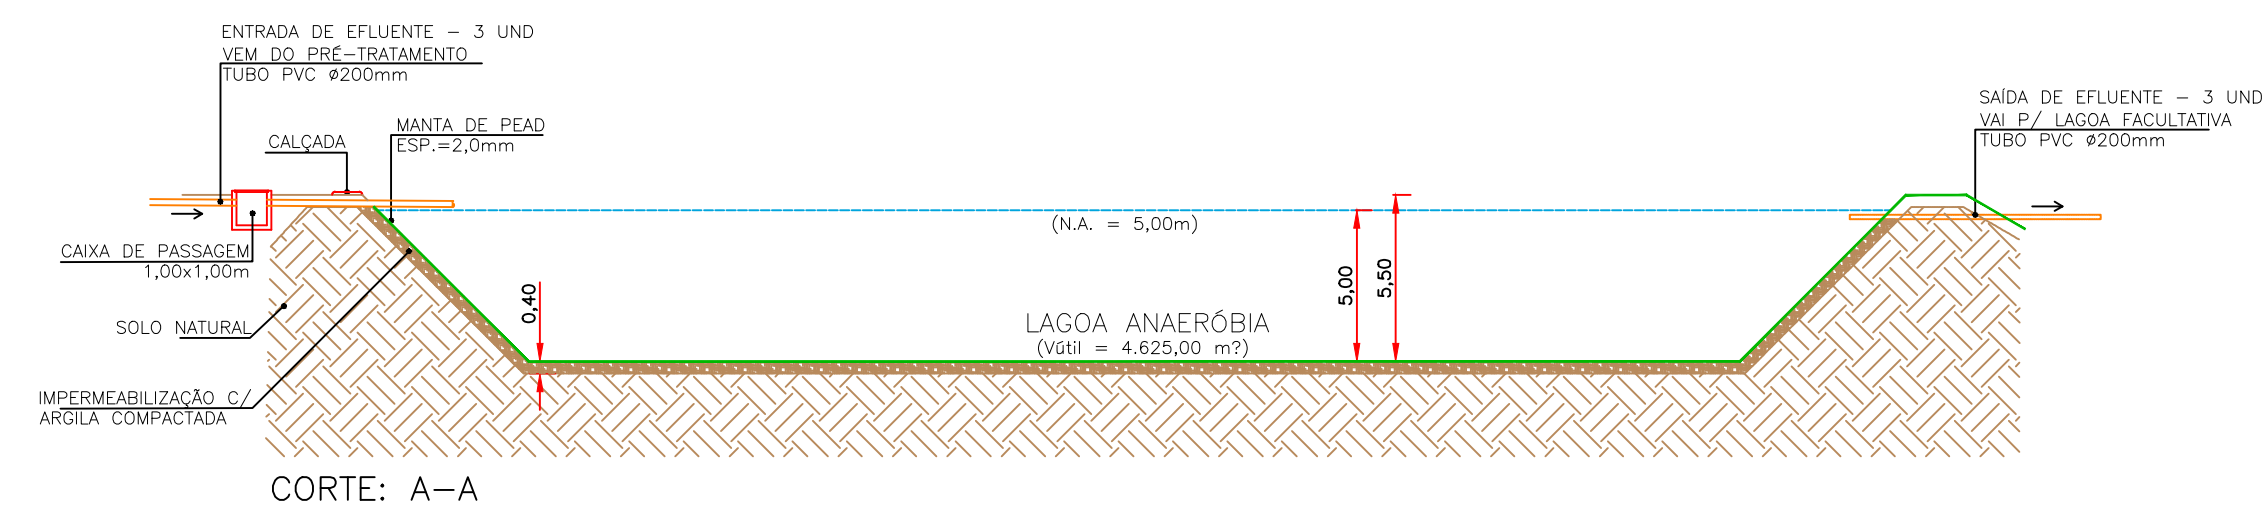 ENTRADA DE EFLUENTE – 3 UND
VEM DO PRÉ–TRATAMENTO
TUBO PVC ø200mm
CALÇADA
MANTA DE PEAD
ESP.=2,0mm
SAÍDA DE EFLUENTE – 3 UND
VAI P/ LAGOA FACULTATIVA
TUBO PVC ø200mm
CAIXA DE PASSAGEM
1,00x1,00m
(N.A. = 5,00m)
0,40
5,00
5,50
SOLO NATURAL
LAGOA ANAERÓBIA
(Vútil = 4.625,00 m?)
IMPERMEABILIZAÇÃO C/
ARGILA COMPACTADA
CORTE: A–A